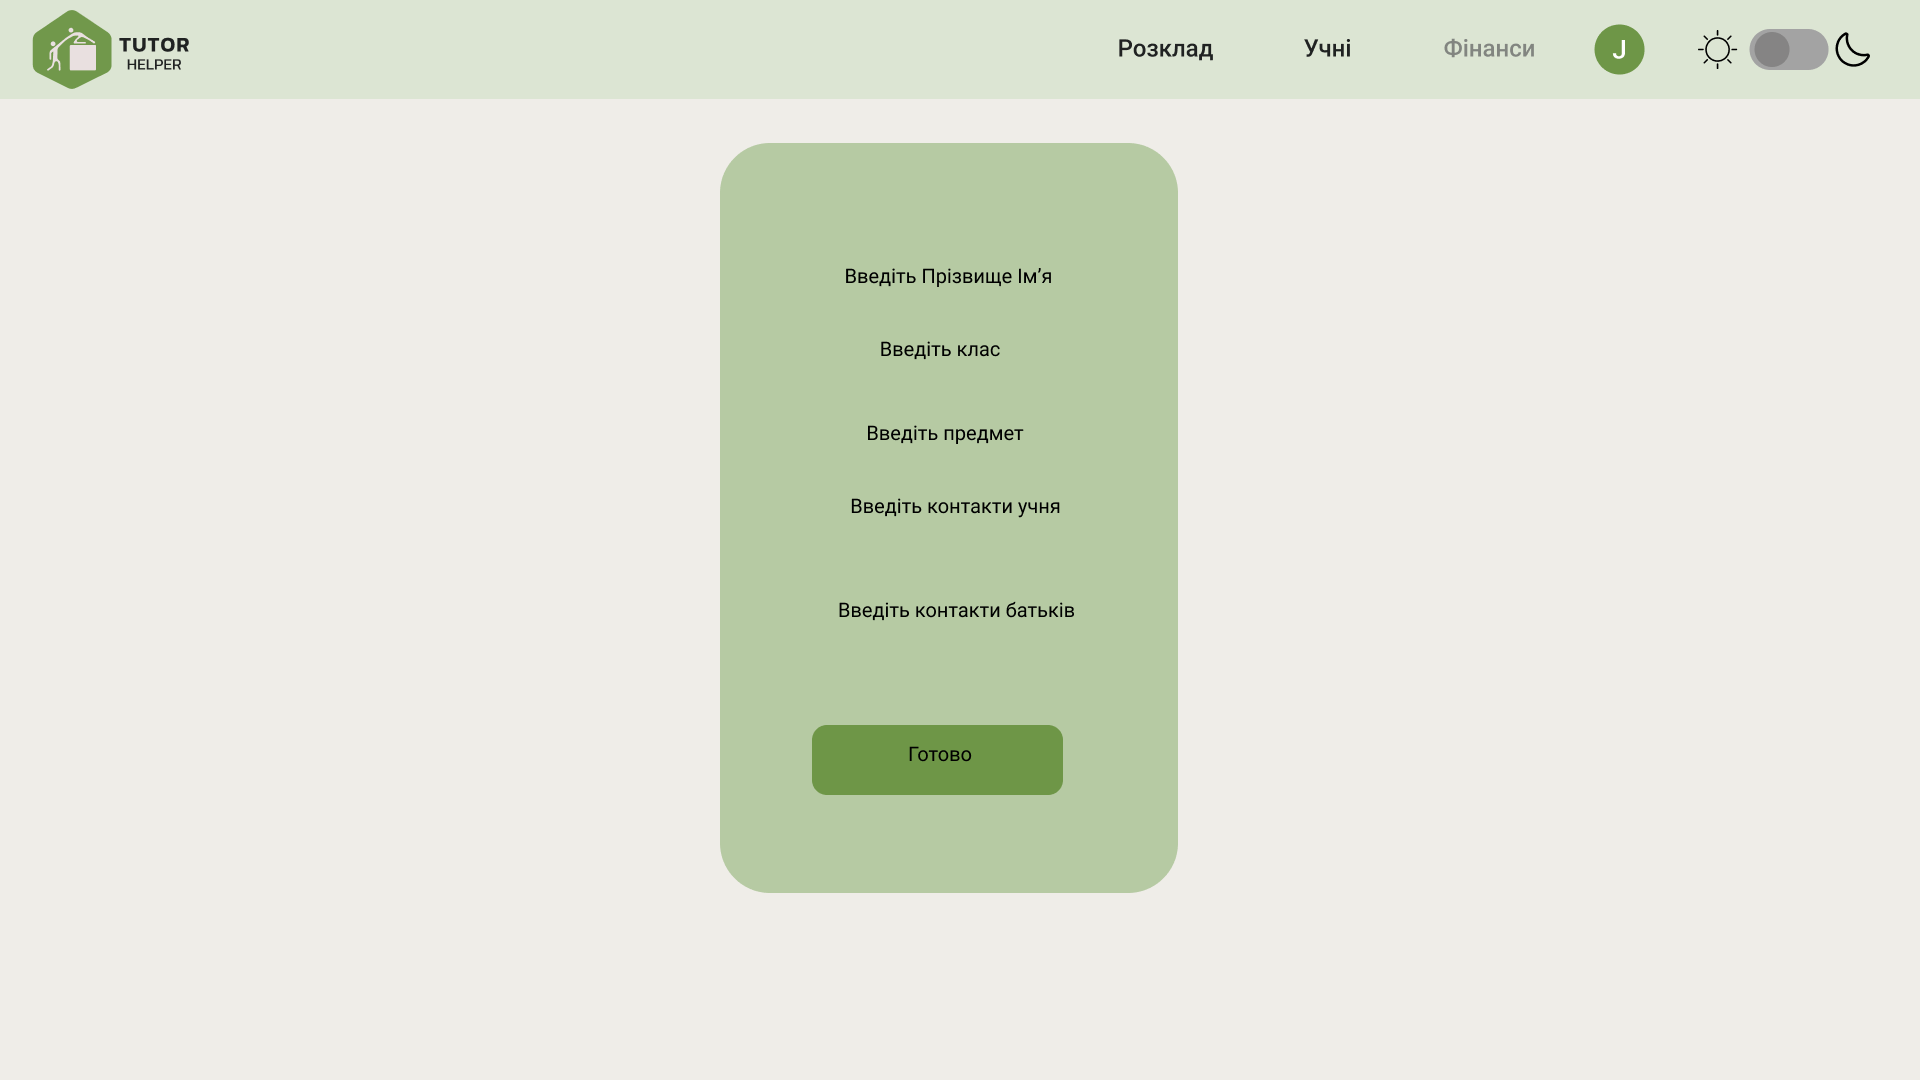 TUTOR
HELPER
Розклад
Учні
Фінанси
J
Введіть Прізвище Ім’я
Введіть клас
Введіть предмет
Введіть контакти учня
Введіть контакти батьків
Готово